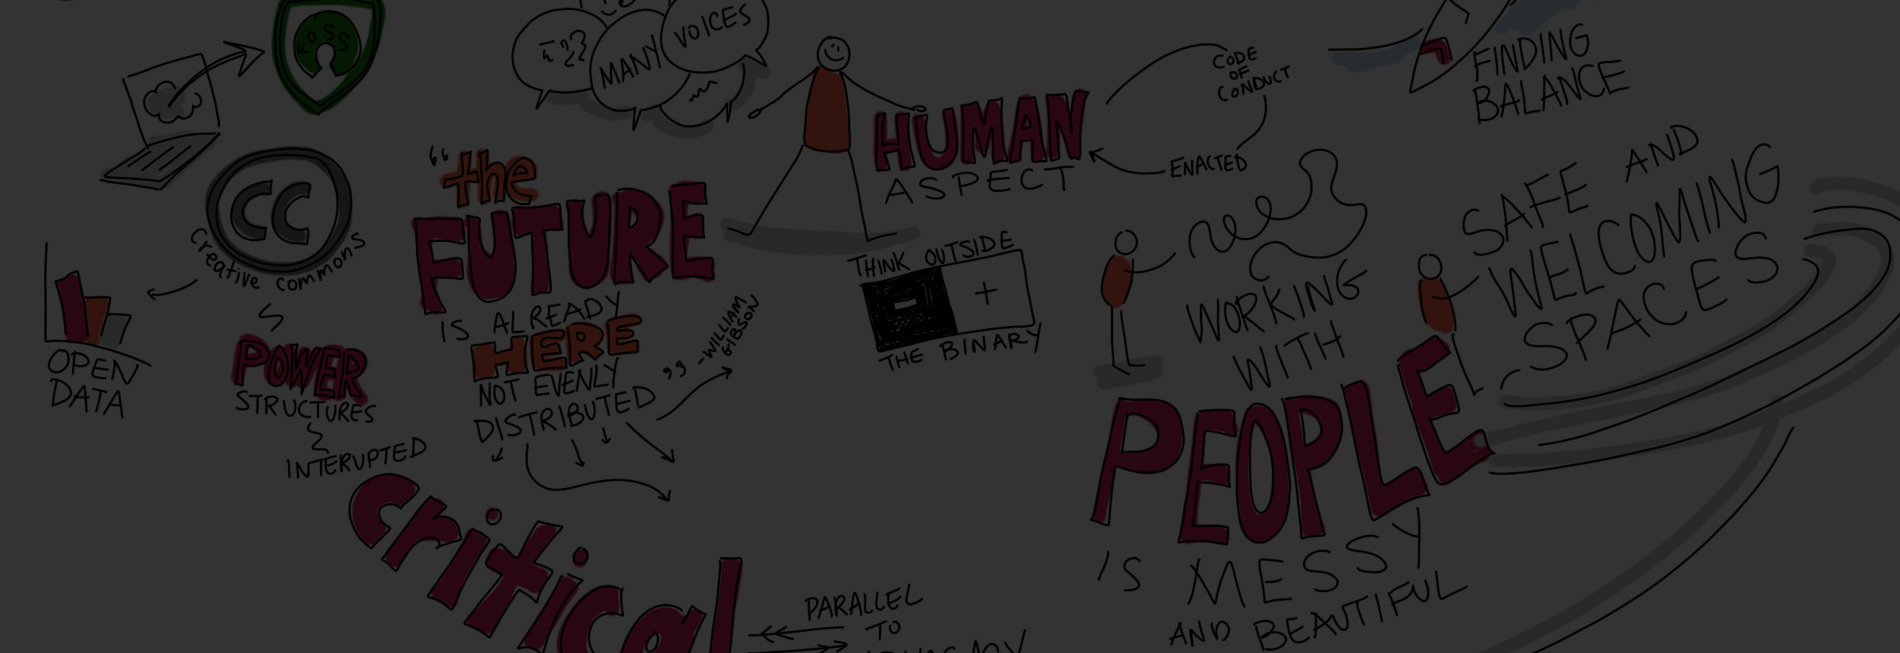 FOSS
MANY
VOICES
HUMAN
ASPECT
CODE
OF
CONDUCT
ENACTED
FINDING
BALANCE
CC
creative commons
OPEN
DATA
POWER
STRUCTURES
INTERUPTED
critical
"the
FUTURE
IS ALREADY
HERE
NOT EVENLY
DISTRIBUTED"
-WILLIAM
GIBSON
THINK OUTSIDE
- +
THE BINARY
WORKING
WITH
PEOPLE
'S MESSY
AND BEAUTIFUL
SAFE AND
WELCOMING
SPACES
PARALLEL
TO